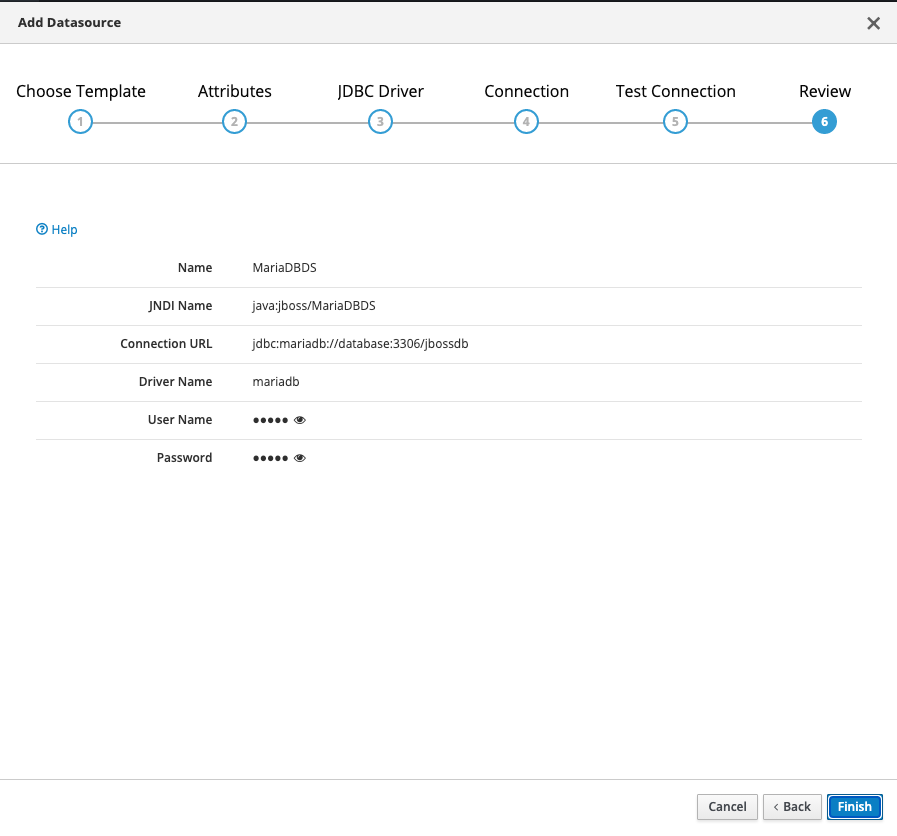 Add Datasource
Choose Template Attributes JDBC Driver Connection Test Connection Review
1 2 3 4 5 6
Help
Name MariaDBDS
JNDI Name java:jboss/MariaDBDS
Connection URL jdbc:mariadb://database:3306/jbossdb
Driver Name mariadb
User Name •••••
Password •••••
Cancel < Back Finish